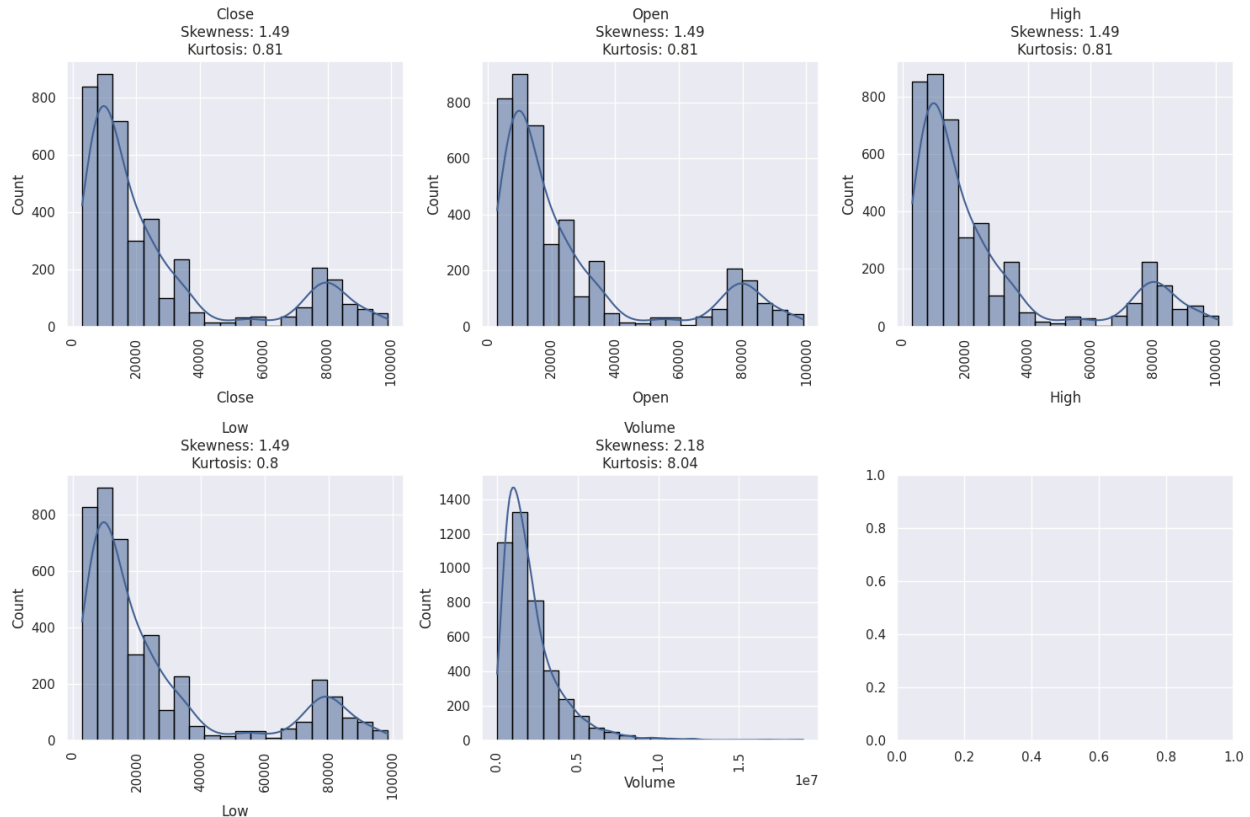 Close
Skewness: 1.49
Kurtosis: 0.81
Count
800
600
400
200
0
0
20000
40000
60000
80000
100000
Close
Open
Skewness: 1.49
Kurtosis: 0.81
Count
800
600
400
200
0
0
20000
40000
60000
80000
100000
Open
High
Skewness: 1.49
Kurtosis: 0.81
Count
800
600
400
200
0
0
20000
40000
60000
80000
100000
High
Low
Skewness: 1.49
Kurtosis: 0.8
Count
800
600
400
200
0
0
20000
40000
60000
80000
100000
Low
Volume
Skewness: 2.18
Kurtosis: 8.04
Count
1400
1200
1000
800
600
400
200
0
0.0
0.5
1.0
1.5
1e7
Volume
1.0
0.8
0.6
0.4
0.2
0.0
0.0
0.2
0.4
0.6
0.8
1.0